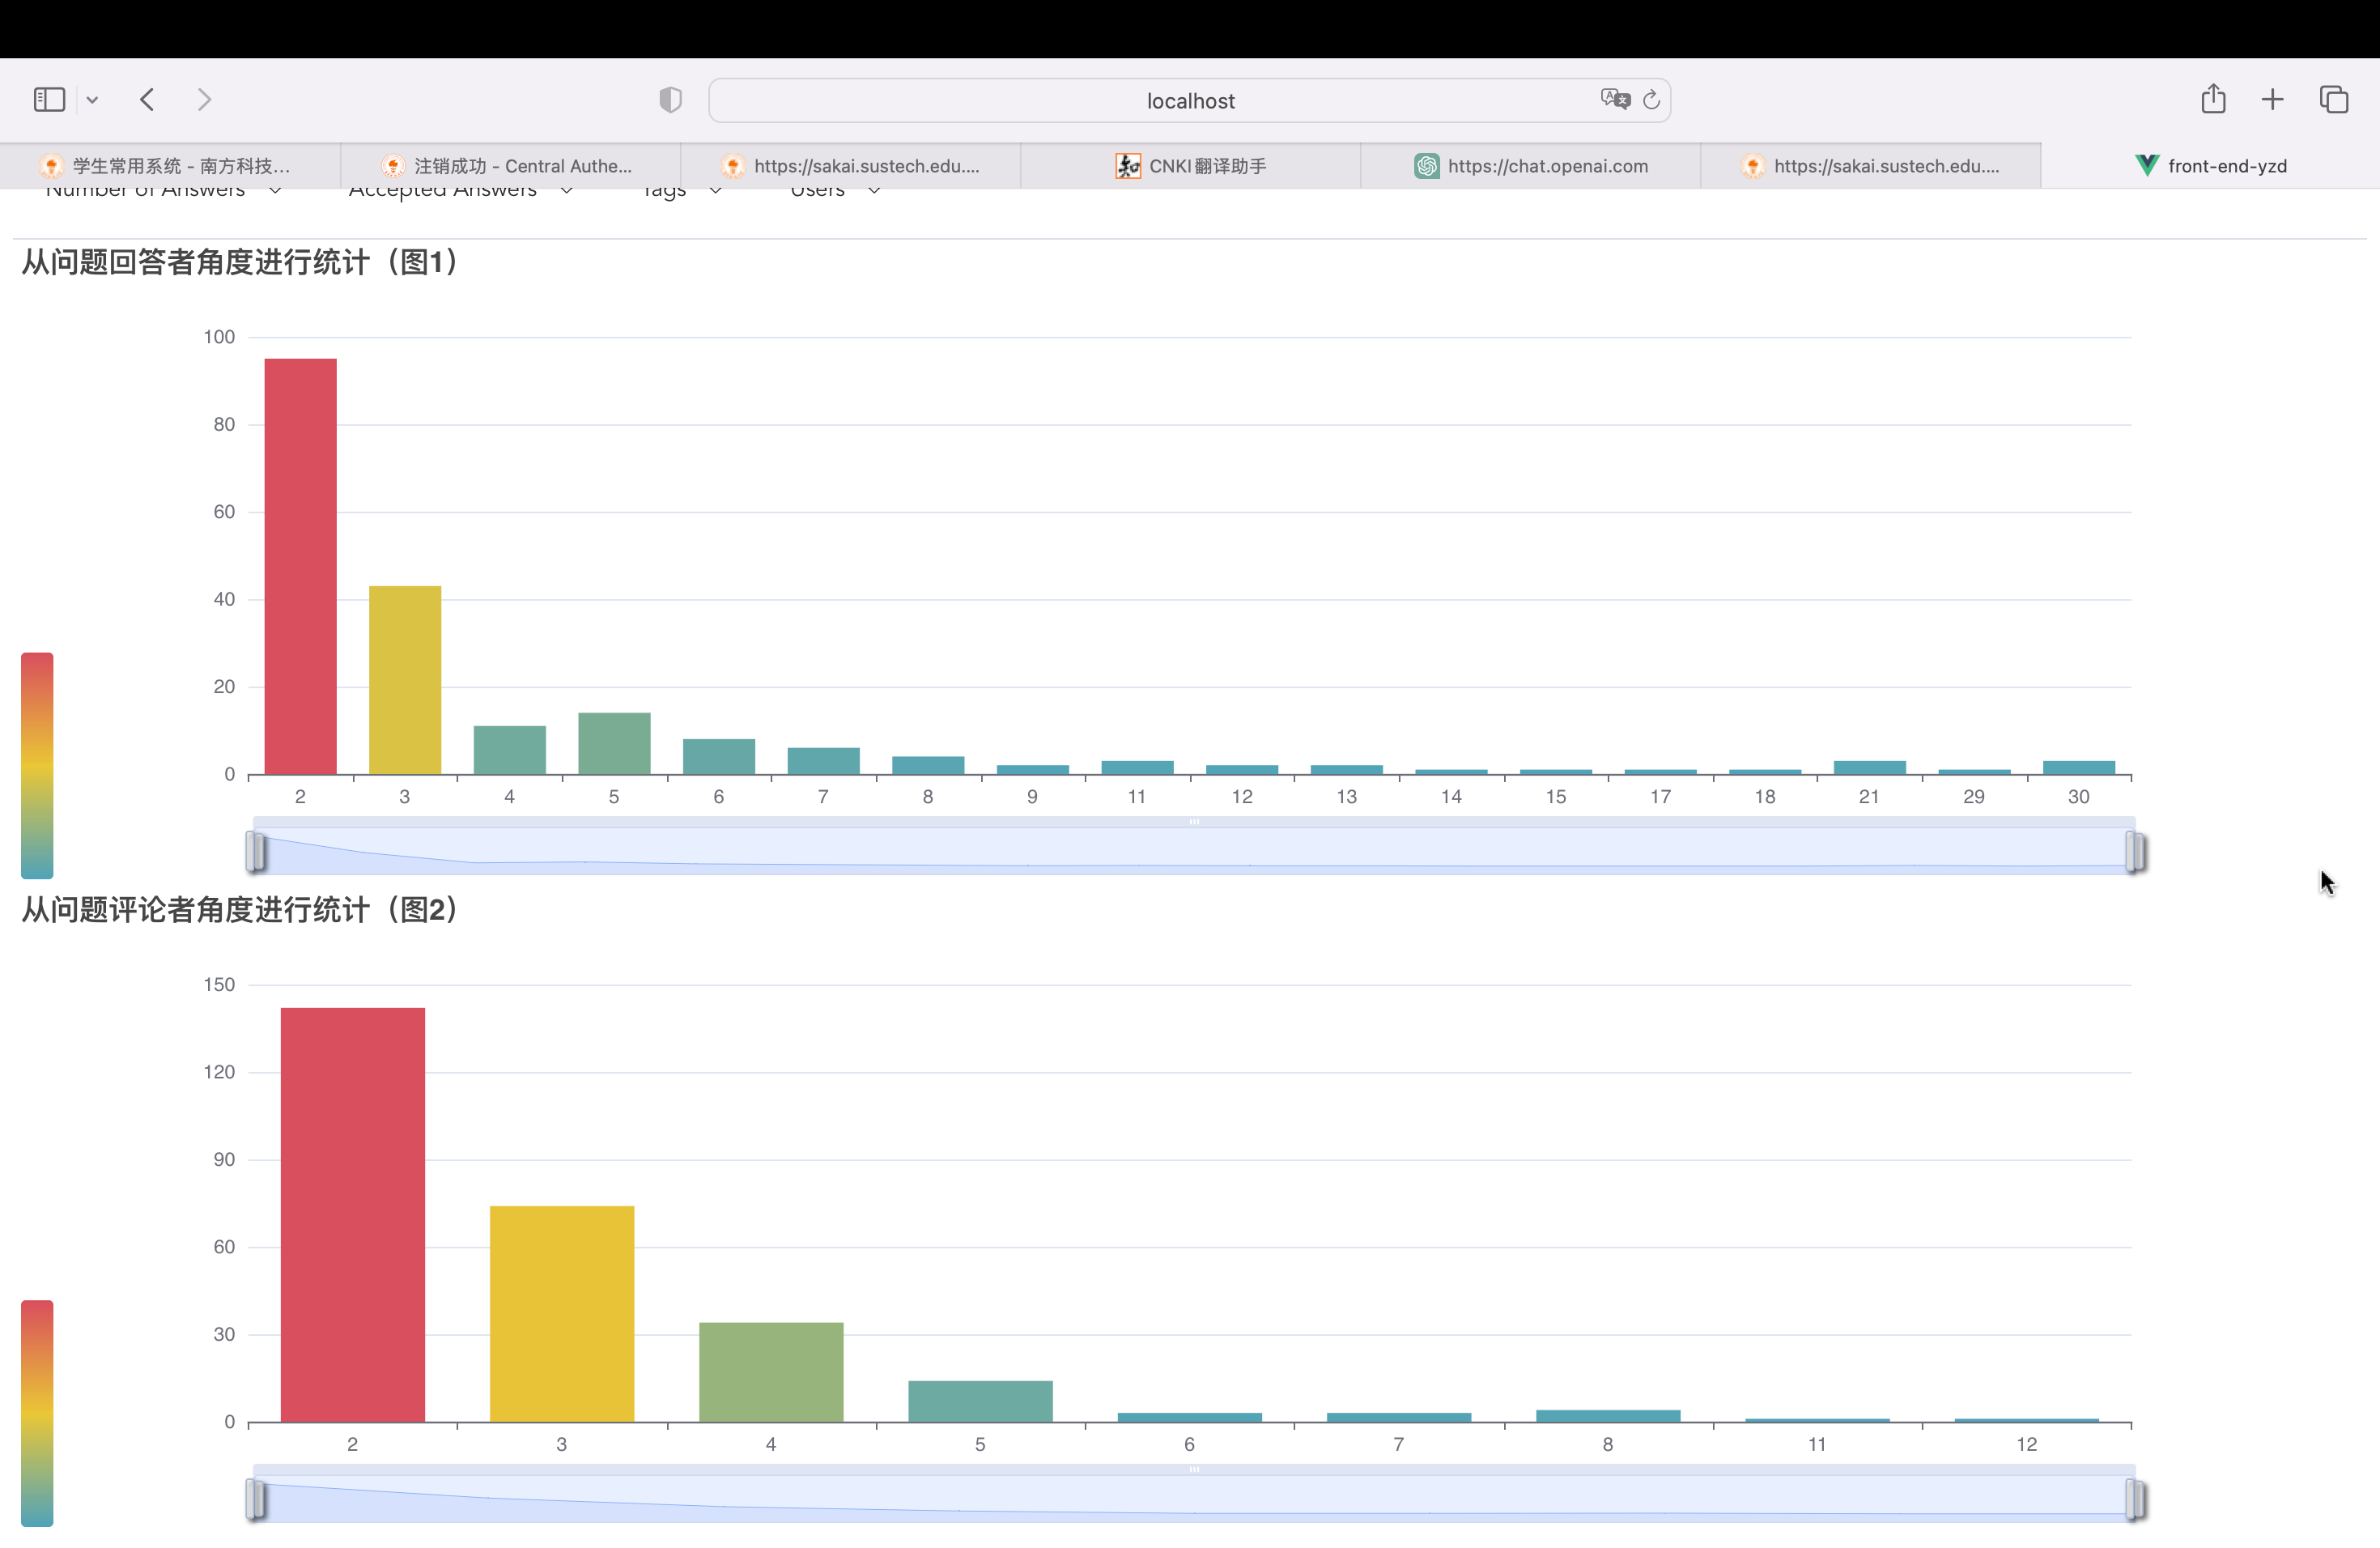 localhost
学生常用系统 - 南方科技...
注销成功 - Central Authe...
https://sakai.sustech.edu....
CNKI翻译助手
https://chat.openai.com
https://sakai.sustech.edu....
front-end-yzd
Number of Answers
Accepted Answers
Tags
Users
从问题回答者角度进行统计（图1）
100
80
60
40
20
0
2 3 4 5 6 7 8 9 11 12 13 14 15 17 18 21 29 30
从问题评论者角度进行统计（图2）
150
120
90
60
30
0
2 3 4 5 6 7 8 11 12